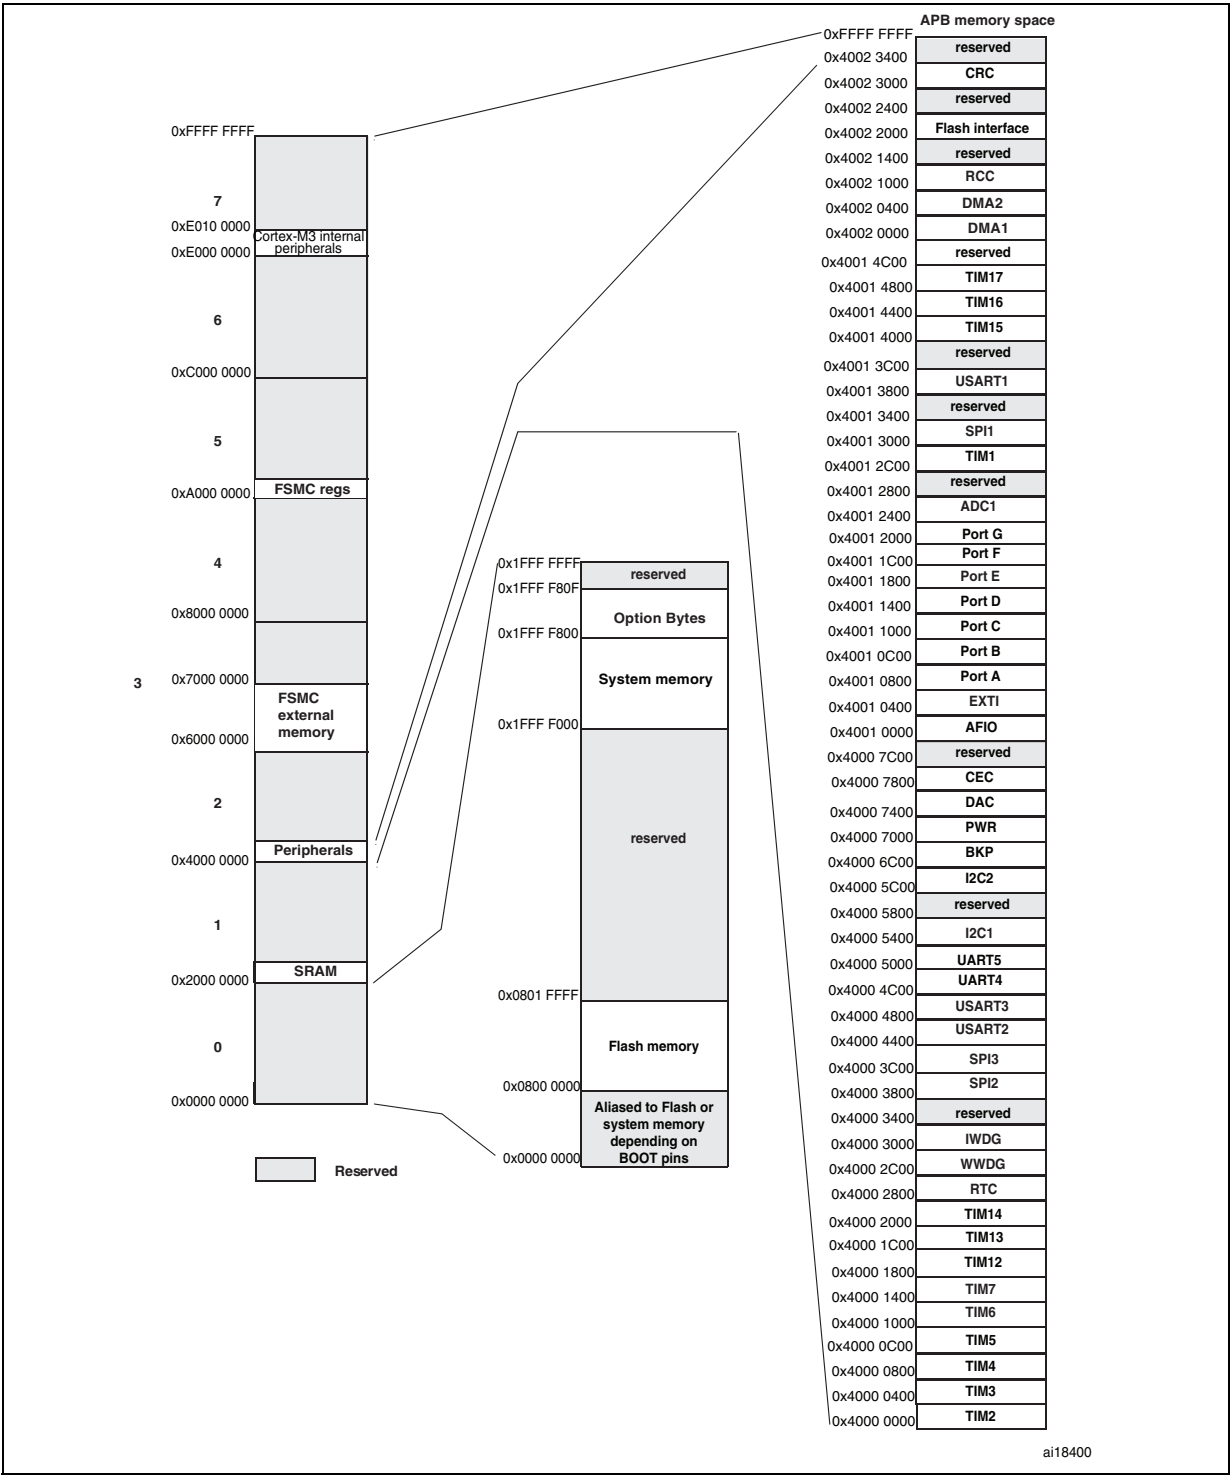 0xFFFF FFFF
7
0xE010 0000
Cortex-M3 internal
peripherals
0xE000 0000
6
0xC000 0000
5
0xA000 0000
FSMC regs
4
0x8000 0000
3
0x7000 0000
FSMC
external
memory
0x6000 0000
2
Peripherals
0x4000 0000
1
SRAM
0x2000 0000
0
0x0000 0000
Reserved
0x1FFF FFFF
reserved
0x1FFF F80F
Option Bytes
0x1FFF F800
System memory
0x1FFF F000
reserved
0x0801 FFFF
Flash memory
0x0800 0000
Aliased to Flash or
system memory
depending on
BOOT pins
0x0000 0000
APB memory space
0xFFFF FFFF
reserved
0x4002 3400
CRC
0x4002 3000
reserved
0x4002 2400
Flash interface
0x4002 2000
reserved
0x4002 1400
RCC
0x4002 1000
DMA2
0x4002 0400
DMA1
0x4002 0000
reserved
0x4001 4C00
TIM17
0x4001 4800
TIM16
0x4001 4400
TIM15
0x4001 4000
reserved
0x4001 3C00
USART1
0x4001 3800
reserved
0x4001 3400
SPI1
0x4001 3000
TIM1
0x4001 2C00
reserved
0x4001 2800
ADC1
0x4001 2400
Port G
0x4001 2000
Port F
0x4001 1C00
Port E
0x4001 1800
Port D
0x4001 1400
Port C
0x4001 1000
Port B
0x4001 0C00
Port A
0x4001 0800
EXTI
0x4001 0400
AFIO
0x4001 0000
reserved
0x4000 7C00
CEC
0x4000 7800
DAC
0x4000 7400
PWR
0x4000 7000
BKP
0x4000 6C00
I2C2
0x4000 5C00
reserved
0x4000 5800
I2C1
0x4000 5400
UART5
0x4000 5000
UART4
0x4000 4C00
USART3
0x4000 4800
USART2
0x4000 4400
SPI3
0x4000 3C00
SPI2
0x4000 3800
reserved
0x4000 3400
IWDG
0x4000 3000
WWDG
0x4000 2C00
RTC
0x4000 2800
TIM14
0x4000 2000
TIM13
0x4000 1C00
TIM12
0x4000 1800
TIM7
0x4000 1400
TIM6
0x4000 1000
TIM5
0x4000 0C00
TIM4
0x4000 0800
TIM3
0x4000 0400
TIM2
0x4000 0000
ai18400